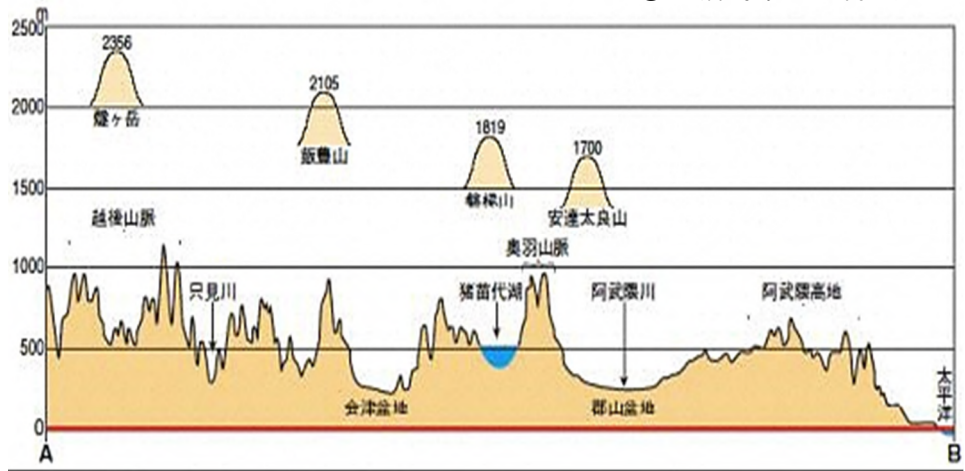 2500
2356
2000
燧ヶ岳
2105
飯豊山
1819
1500
磐梯山
1700
安達太良山
越後山脈
奥羽山脈
1000
只見川
猪苗代湖
阿武隈川
阿武隈高地
500
太平洋
会津盆地
郡山盆地
0
A
B